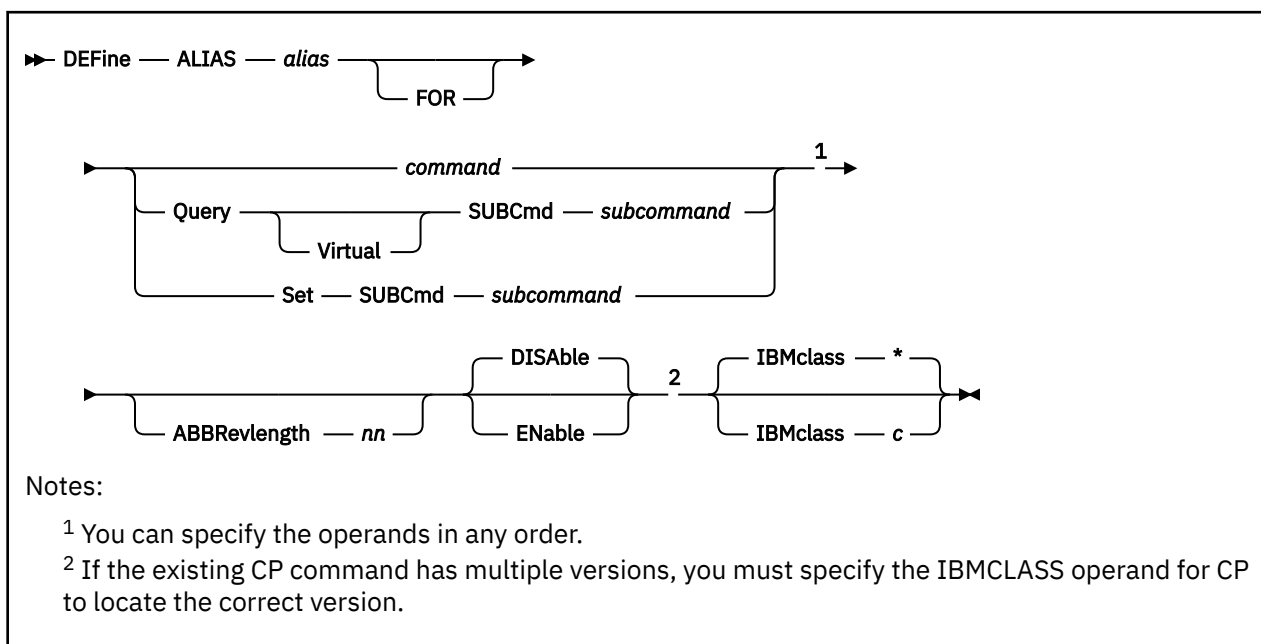 DEFine — ALIAS — alias
FOR
command 1
Query SUBCmd — subcommand
Virtual
Set — SUBCmd — subcommand
DISAble IBMclass — *
2
ABBRevlength — nn ENable IBMclass — c
Notes:
1 You can specify the operands in any order.
2 If the existing CP command has multiple versions, you must specify the IBMCLASS operand for CP
to locate the correct version.